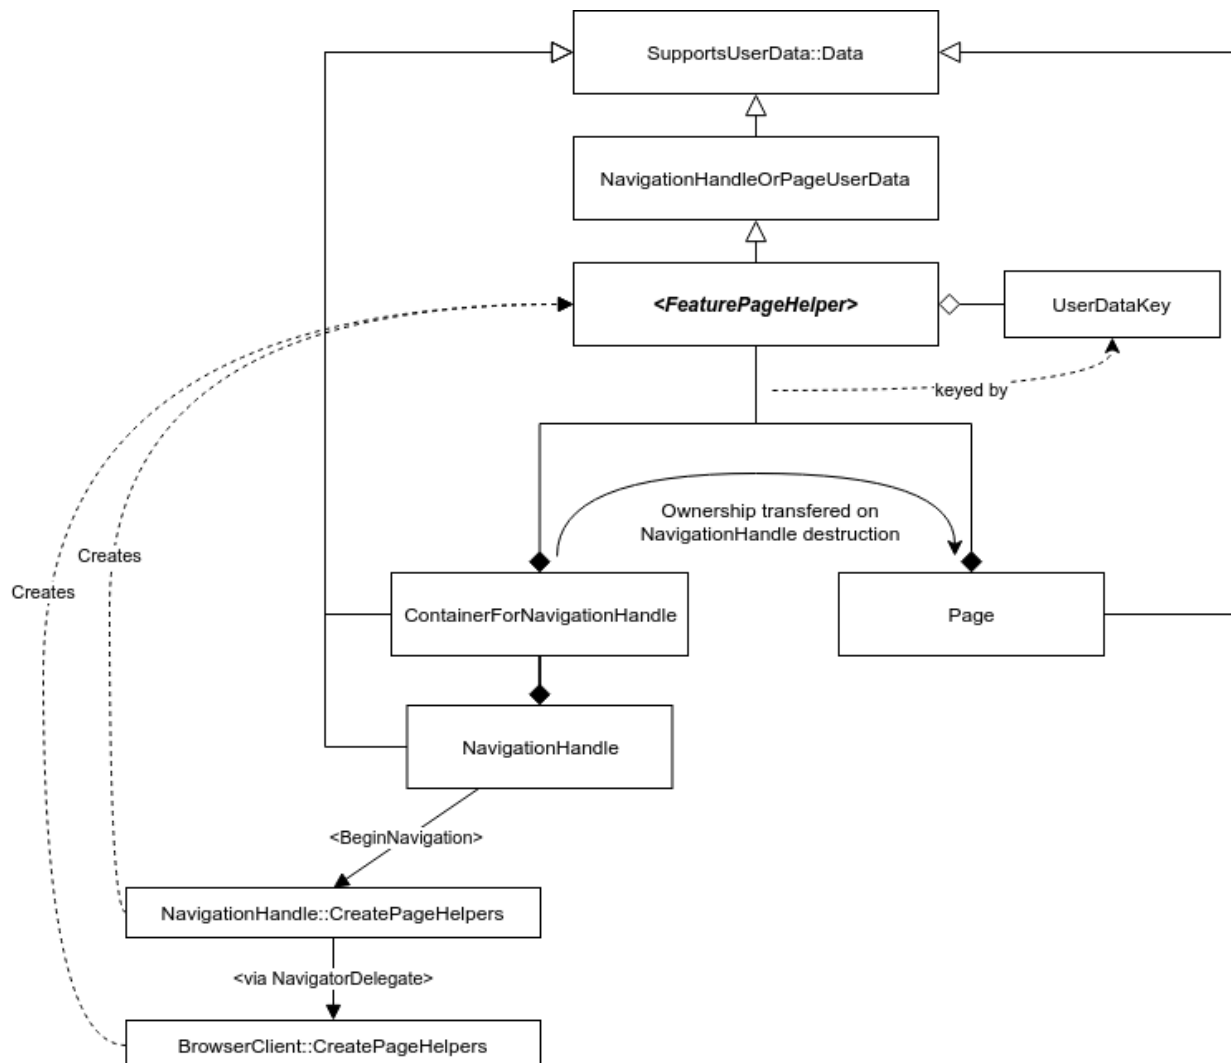 SupportsUserData::Data
NavigationHandleOrPageUserData
<FeaturePageHelper>
UserDataKey
keyed by
Ownership transfered on
NavigationHandle destruction
Creates
Creates
ContainerForNavigationHandle
Page
NavigationHandle
<BeginNavigation>
NavigationHandle::CreatePageHelpers
<via NavigatorDelegate>
BrowserClient::CreatePageHelpers